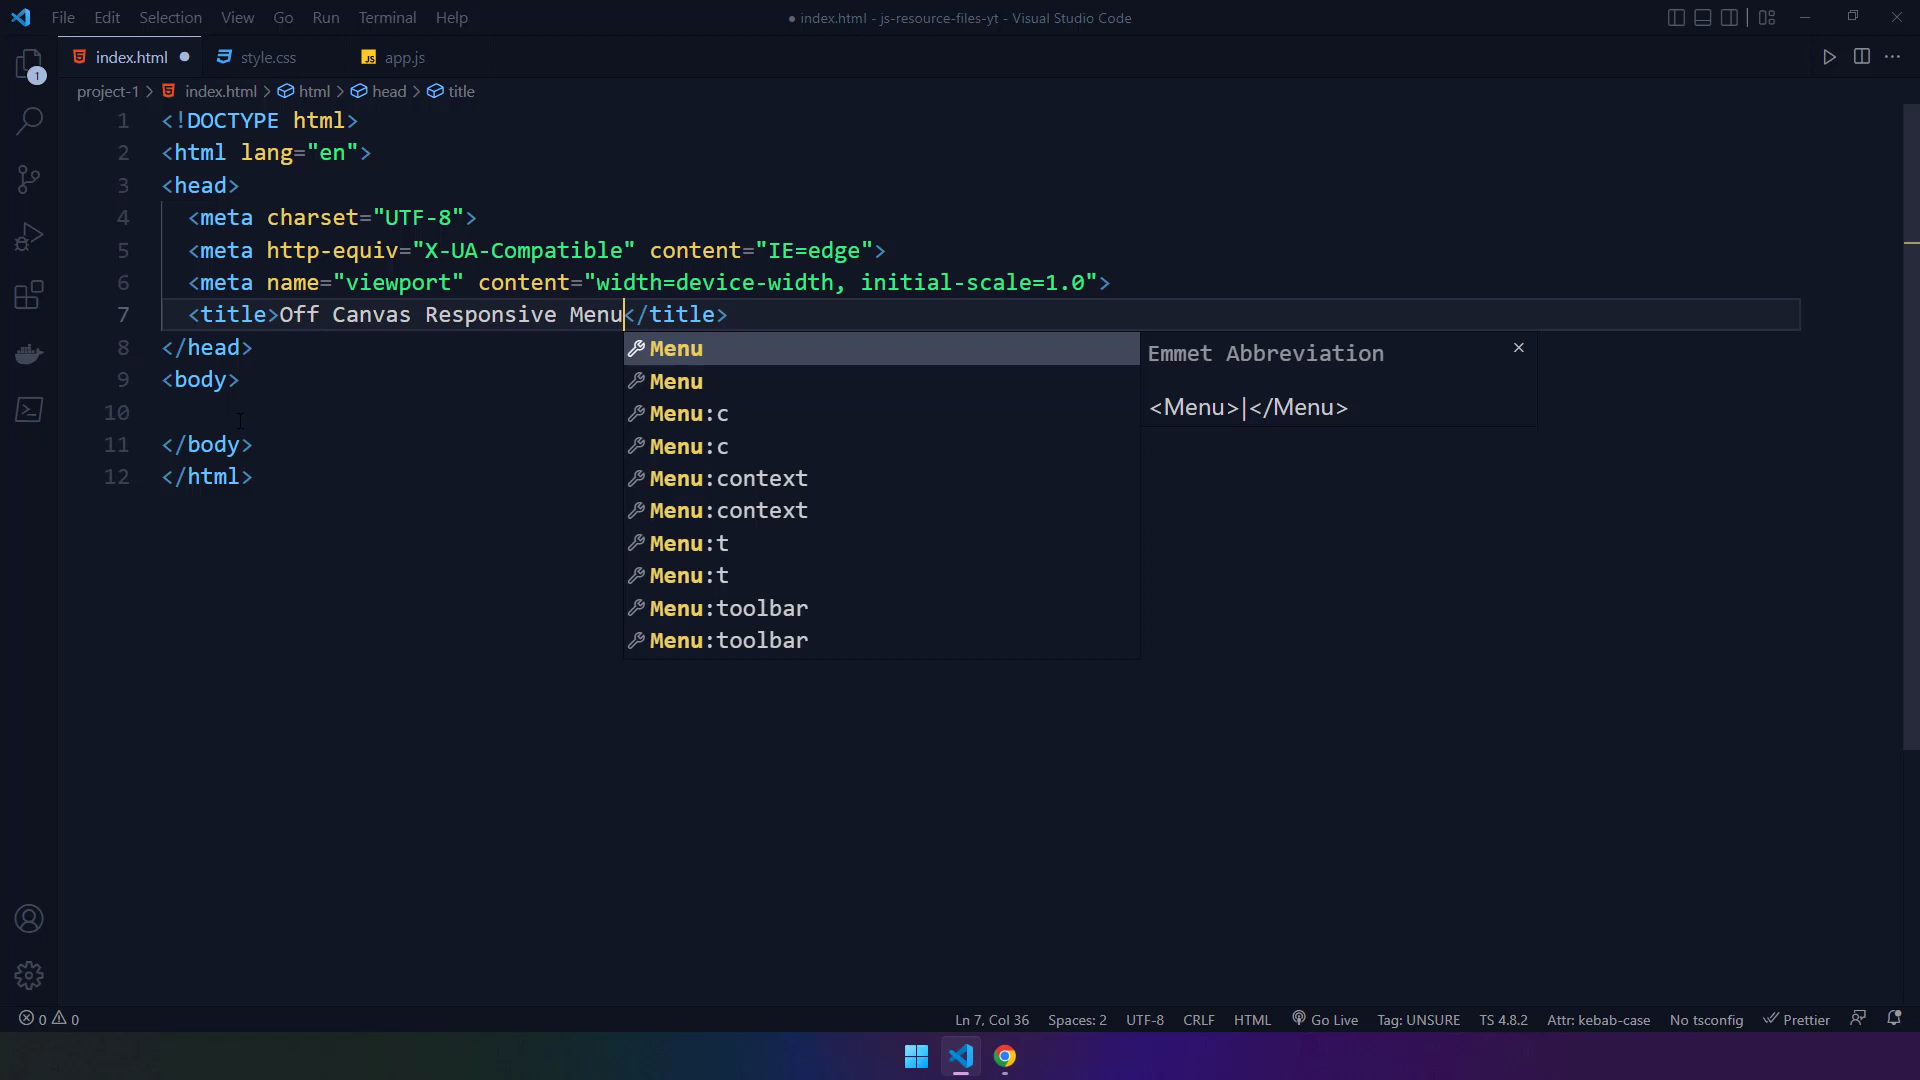 File Edit Selection View Go Run Terminal Help
● index.html - js-resource-files-yt - Visual Studio Code
index.html ●
style.css
JS app.js
1
project-1 > index.html > html > head > title
1 <!DOCTYPE html>
2 <html lang="en">
3 <head>
4 <meta charset="UTF-8">
5 <meta http-equiv="X-UA-Compatible" content="IE=edge">
6 <meta name="viewport" content="width=device-width, initial-scale=1.0">
7 <title>Off Canvas Responsive Menu</title>
8 </head>
9 <body>
10
11 </body>
12 </html>
Menu
Menu
Menu:c
Menu:c
Menu:context
Menu:context
Menu:t
Menu:t
Menu:toolbar
Menu:toolbar
Emmet Abbreviation
<Menu>|</Menu>
0 0
Ln 7, Col 36 Spaces: 2 UTF-8 CRLF HTML Go Live Tag: UNSURE TS 4.8.2 Attr: kebab-case No tsconfig Prettier